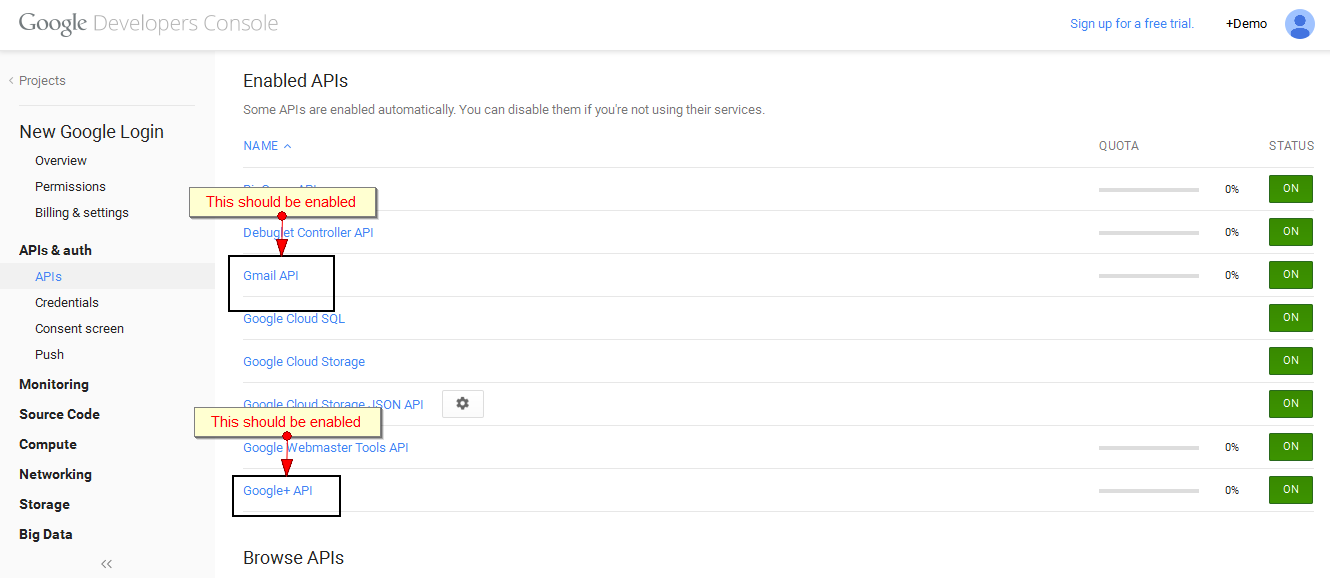 Google Developers Console
Sign up for a free trial.
+Demo
Projects
New Google Login
Overview
Permissions
Billing & settings
APIs & auth
APIs
Credentials
Consent screen
Push
Monitoring
Source Code
Compute
Networking
Storage
Big Data
Enabled APIs
Some APIs are enabled automatically. You can disable them if you're not using their services.
NAME QUOTA STATUS
0% ON
This should be enabled
Debuglet Controller API 0% ON
Gmail API 0% ON
Google Cloud SQL ON
Google Cloud Storage ON
Google Cloud Storage JSON API ON
This should be enabled
Google Webmaster Tools API 0% ON
Google+ API 0% ON
Browse APIs